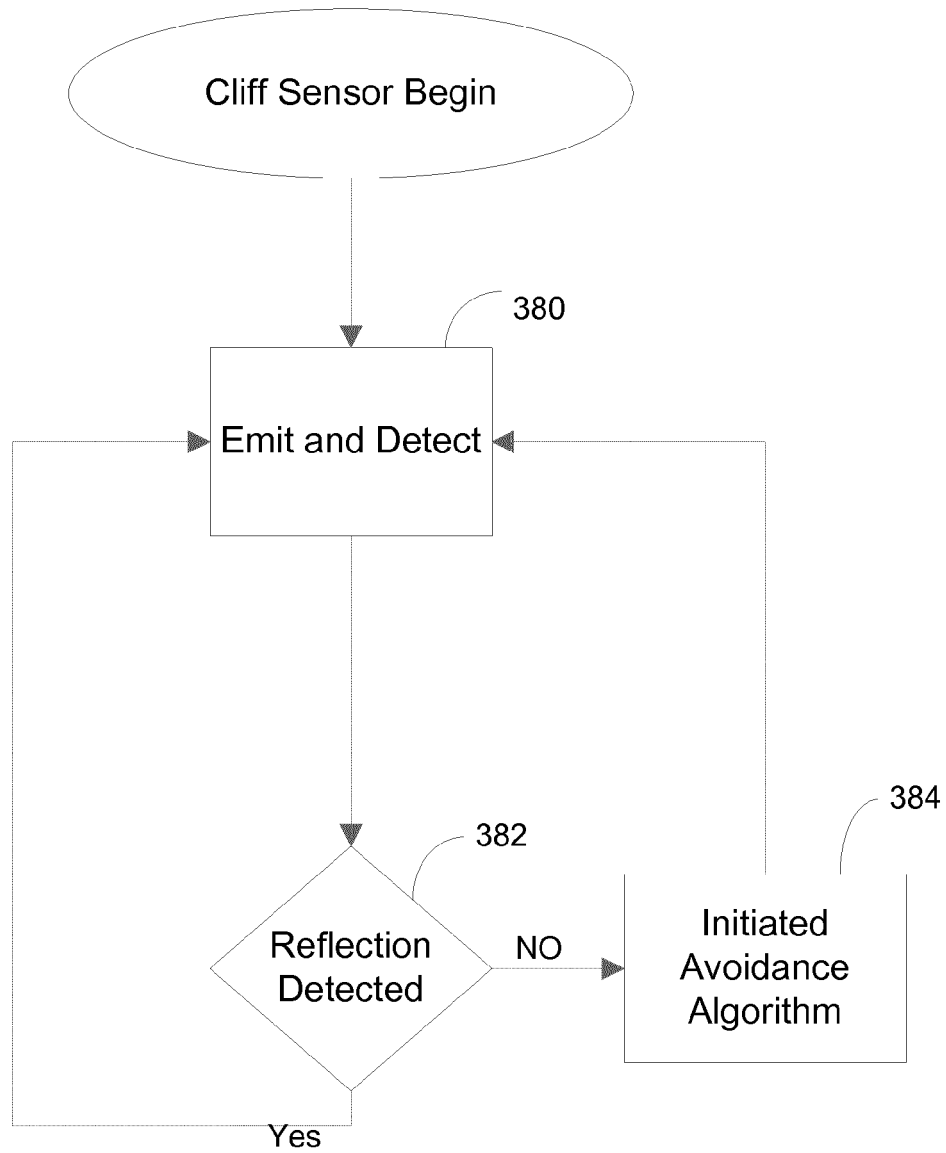 Cliff Sensor Begin
380
Emit and Detect
384
382
Reflection
Detected
NO
Initiated
Avoidance
Algorithm
Yes